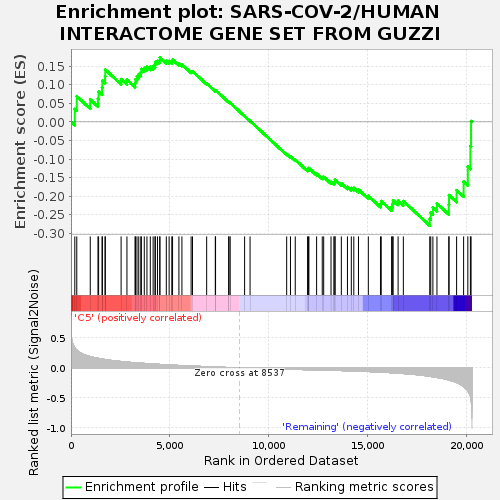 Enrichment plot: SARS-COV-2/HUMAN
INTERACTOME GENE SET FROM GUZZI
Enrichment score (ES)
0.15
0.10
0.05
0.00
-0.05
-0.10
-0.15
-0.20
-0.25
-0.30
'C5' (positively correlated)
Ranked list metric (Signal2Noise)
0.5
0.0
-0.5
-1.0
Zero cross at 8537
'Remaining' (negatively correlated)
0
5,000
10,000
15,000
20,000
Rank in Ordered Dataset
Enrichment profile
Hits
Ranking metric scores